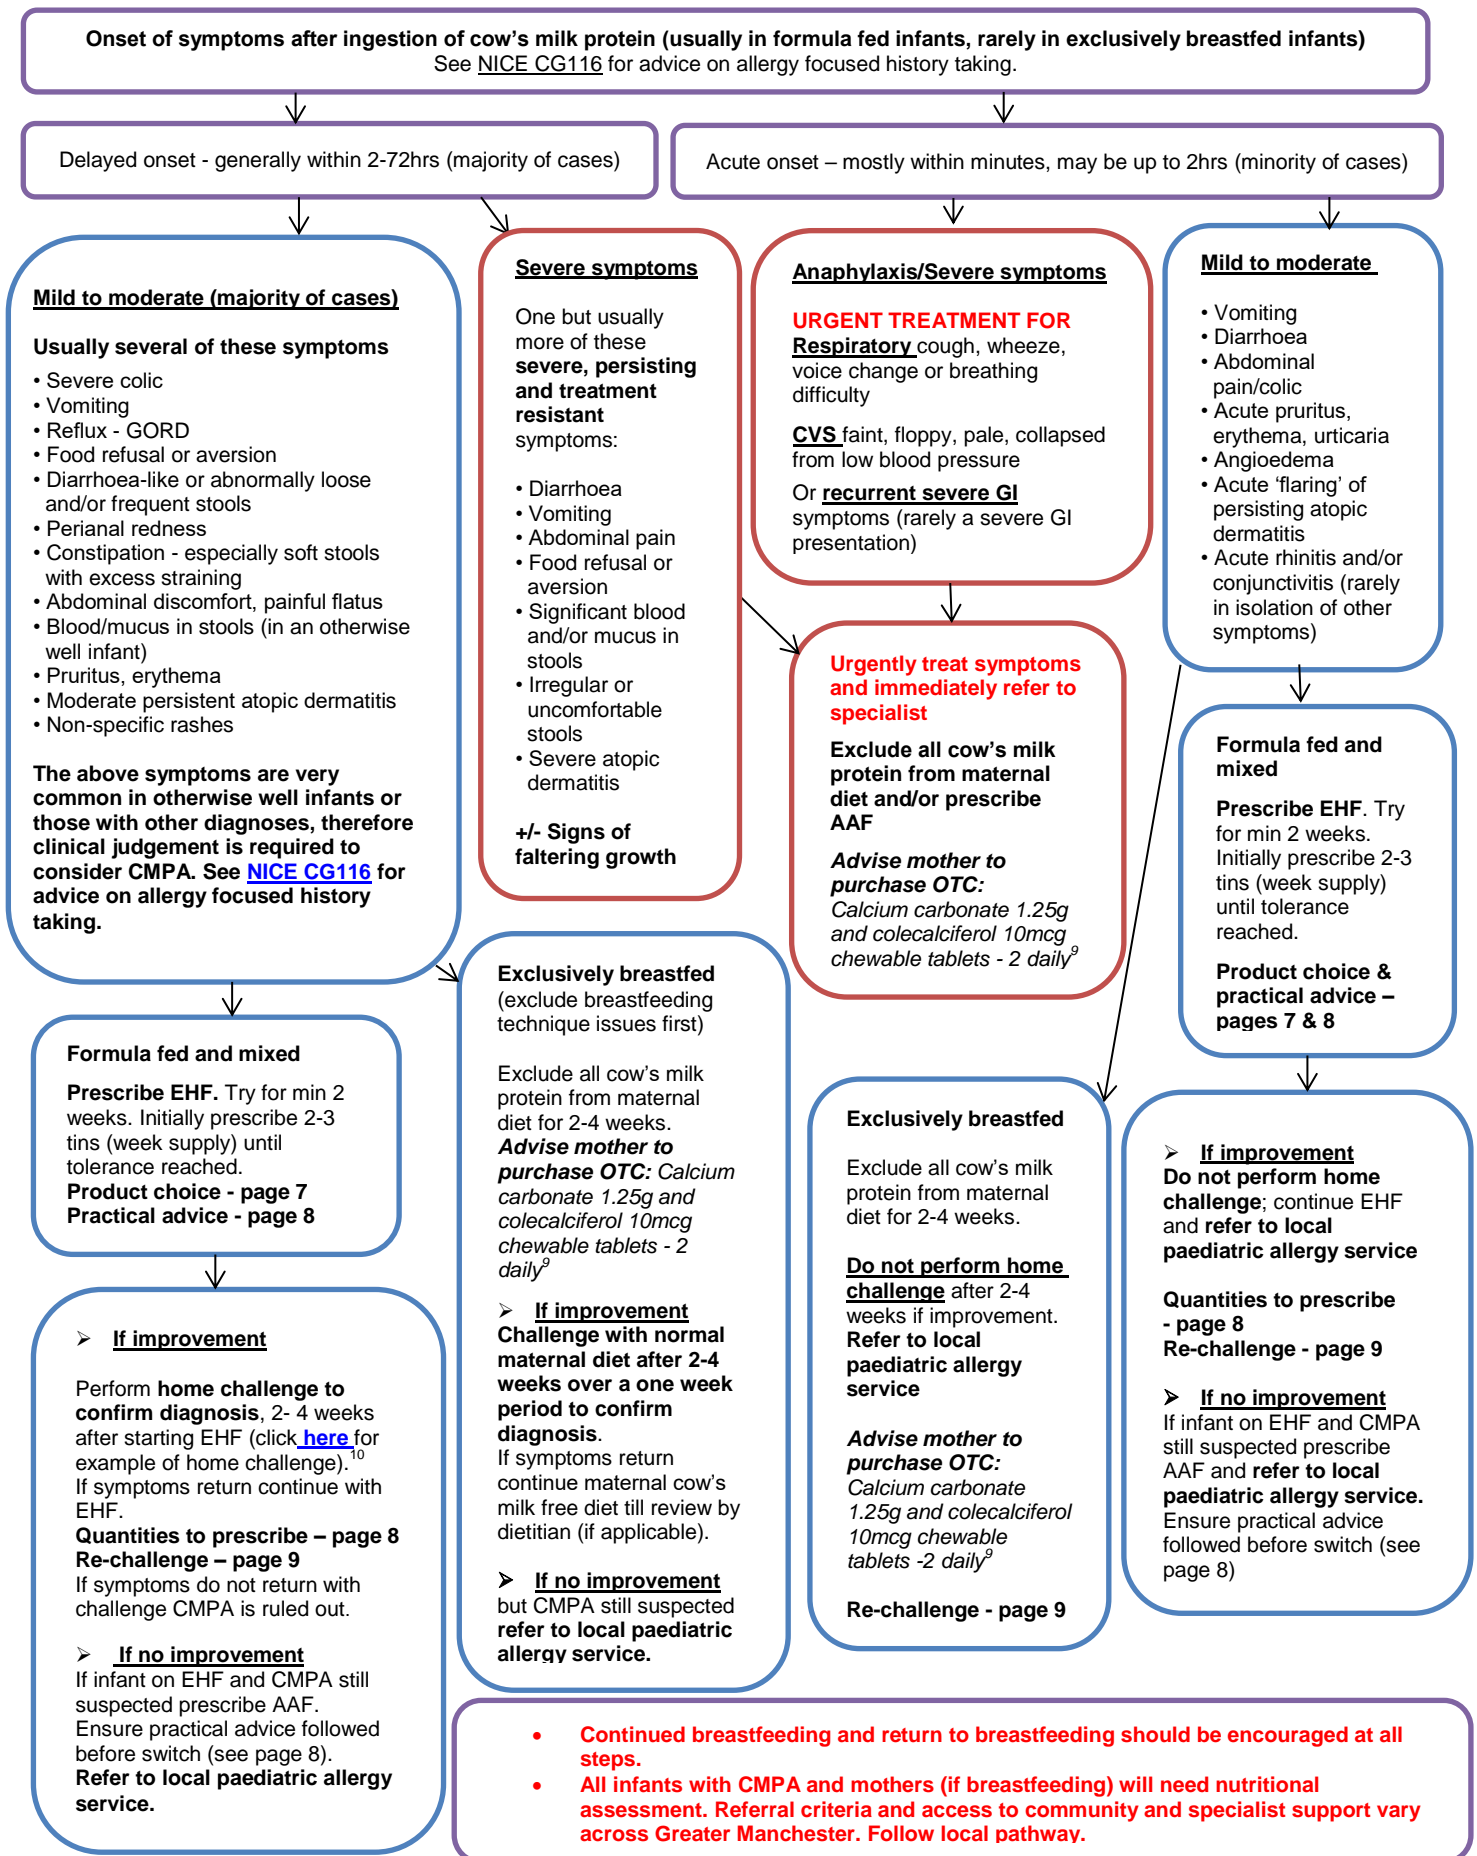 Onset of symptoms after ingestion of cow's milk protein (usually in formula fed infants, rarely in exclusively breastfed infants)
See NICE CG116 for advice on allergy focused history taking.
Delayed onset - generally within 2-72hrs (majority of cases)
Acute onset – mostly within minutes, may be up to 2hrs (minority of cases)
Mild to moderate (majority of cases)
Usually several of these symptoms
• Severe colic
• Vomiting
• Reflux - GORD
• Food refusal or aversion
• Diarrhoea-like or abnormally loose
and/or frequent stools
• Perianal redness
• Constipation - especially soft stools
with excess straining
• Abdominal discomfort, painful flatus
• Blood/mucus in stools (in an otherwise
well infant)
• Pruritus, erythema
• Moderate persistent atopic dermatitis
• Non-specific rashes
The above symptoms are very
common in otherwise well infants or
those with other diagnoses, therefore
clinical judgement is required to
consider CMPA. See NICE CG116 for
advice on allergy focused history
taking.
Severe symptoms
One but usually
more of these
severe, persisting
and treatment
resistant
symptoms:
• Diarrhoea
• Vomiting
• Abdominal pain
• Food refusal or
aversion
• Significant blood
and/or mucus in
stools
• Irregular or
uncomfortable
stools
• Severe atopic
dermatitis
+/- Signs of
faltering growth
Anaphylaxis/Severe symptoms
URGENT TREATMENT FOR
Respiratory cough, wheeze,
voice change or breathing
difficulty
CVS faint, floppy, pale, collapsed
from low blood pressure
Or recurrent severe GI
symptoms (rarely a severe GI
presentation)
Mild to moderate
• Vomiting
• Diarrhoea
• Abdominal
pain/colic
• Acute pruritus,
erythema, urticaria
• Angioedema
• Acute 'flaring' of
persisting atopic
dermatitis
• Acute rhinitis and/or
conjunctivitis (rarely
in isolation of other
symptoms)
Urgently treat symptoms
and immediately refer to
specialist
Exclude all cow's milk
protein from maternal
diet and/or prescribe
AAF
Advise mother to
purchase OTC:
Calcium carbonate 1.25g
and colecalciferol 10mcg
chewable tablets - 2 daily9
Formula fed and
mixed
Prescribe EHF. Try
for min 2 weeks.
Initially prescribe 2-3
tins (week supply)
until tolerance
reached.
Product choice &
practical advice –
pages 7 & 8
Formula fed and mixed
Prescribe EHF. Try for min 2
weeks. Initially prescribe 2-3
tins (week supply) until
tolerance reached.
Product choice - page 7
Practical advice - page 8
Exclusively breastfed
(exclude breastfeeding
technique issues first)
Exclude all cow's milk
protein from maternal
diet for 2-4 weeks.
Advise mother to
purchase OTC: Calcium
carbonate 1.25g and
colecalciferol 10mcg
chewable tablets - 2
daily9
➢ If improvement
Challenge with normal
maternal diet after 2-4
weeks over a one week
period to confirm
diagnosis.
If symptoms return
continue maternal cow's
milk free diet till review by
dietitian (if applicable).
➢ If no improvement
but CMPA still suspected
refer to local paediatric
allergy service.
Exclusively breastfed
Exclude all cow's milk
protein from maternal
diet for 2-4 weeks.
Do not perform home
challenge after 2-4
weeks if improvement.
Refer to local
paediatric allergy
service
Advise mother to
purchase OTC:
Calcium carbonate
1.25g and colecalciferol
10mcg chewable
tablets -2 daily9
Re-challenge - page 9
➢ If improvement
Do not perform home
challenge; continue EHF
and refer to local
paediatric allergy service
Quantities to prescribe
- page 8
Re-challenge - page 9
➢ If no improvement
If infant on EHF and CMPA
still suspected prescribe
AAF and refer to local
paediatric allergy service.
Ensure practical advice
followed before switch (see
page 8)
➢ If improvement
Perform home challenge to
confirm diagnosis, 2- 4 weeks
after starting EHF (click here for
example of home challenge).10
If symptoms return continue with
EHF.
Quantities to prescribe – page 8
Re-challenge – page 9
If symptoms do not return with
challenge CMPA is ruled out.
➢ If no improvement
If infant on EHF and CMPA still
suspected prescribe AAF.
Ensure practical advice followed
before switch (see page 8).
Refer to local paediatric allergy
service.
• Continued breastfeeding and return to breastfeeding should be encouraged at all
steps.
• All infants with CMPA and mothers (if breastfeeding) will need nutritional
assessment. Referral criteria and access to community and specialist support vary
across Greater Manchester. Follow local pathway.